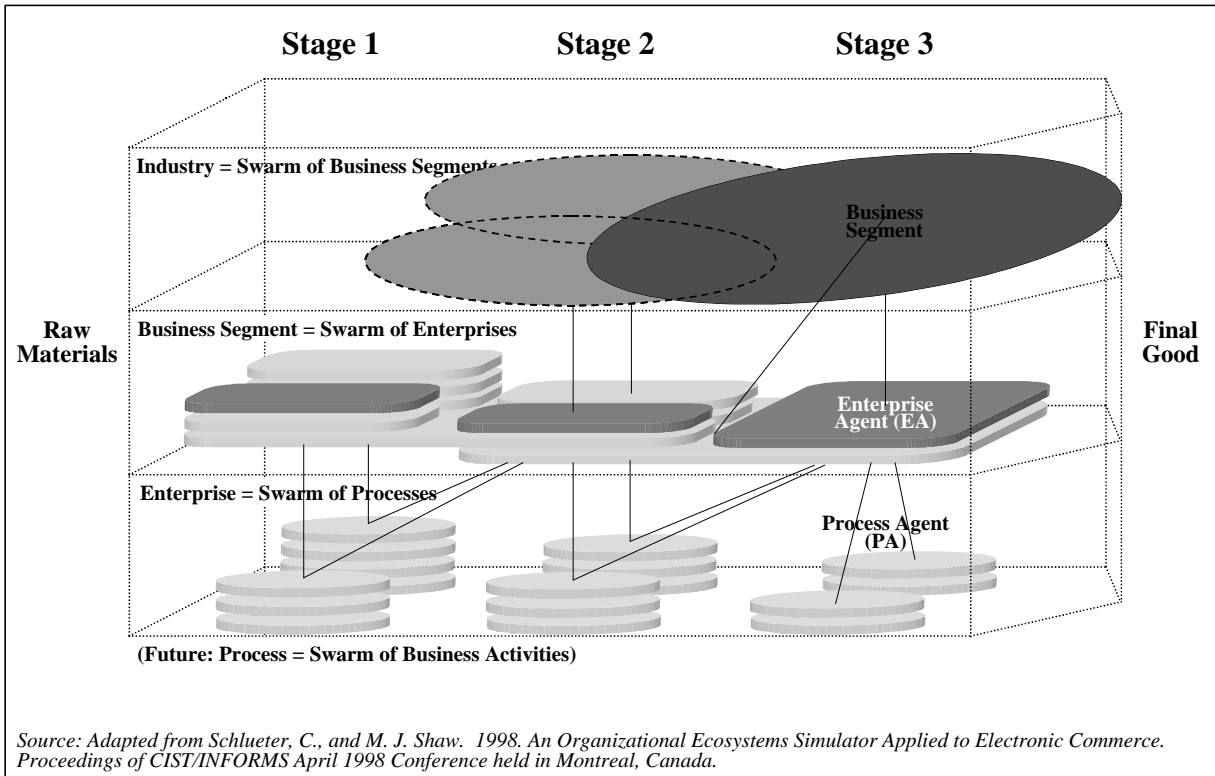 Stage 1
Stage 2
Stage 3
Industry = Swarm of Business Segments
Business
Segment
Raw
Materials
Business Segment = Swarm of Enterprises
Final
Good
Enterprise
Agent (EA)
Enterprise = Swarm of Processes
Process Agent
(PA)
(Future: Process = Swarm of Business Activities)
Source: Adapted from Schlueter, C., and M. J. Shaw. 1998. An Organizational Ecosystems Simulator Applied to Electronic Commerce.
Proceedings of CIST/INFORMS April 1998 Conference held in Montreal, Canada.